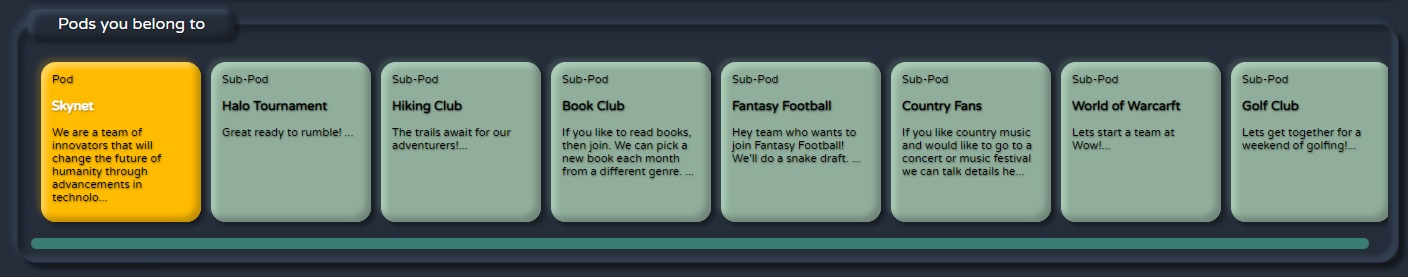 Pods you belong to
Pod
Skynet
We are a team of
innovators that will
change the future of
humanity through
advancements in
technolo...
Sub-Pod
Halo Tournament
Great ready to rumble! ...
Sub-Pod
Hiking Club
The trails await for our
adventurers!...
Sub-Pod
Book Club
If you like to read books,
then join. We can pick a
new book each month
from a different genre. ...
Sub-Pod
Fantasy Football
Hey team who wants to
join Fantasy Football!
We'll do a snake draft. ...
Sub-Pod
Country Fans
If you like country music
and would like to go to a
concert or music festival
we can talk details he...
Sub-Pod
World of Warcarft
Lets start a team at
Wow!...
Sub-Pod
Golf Club
Lets get together for a
weekend of golfing!...